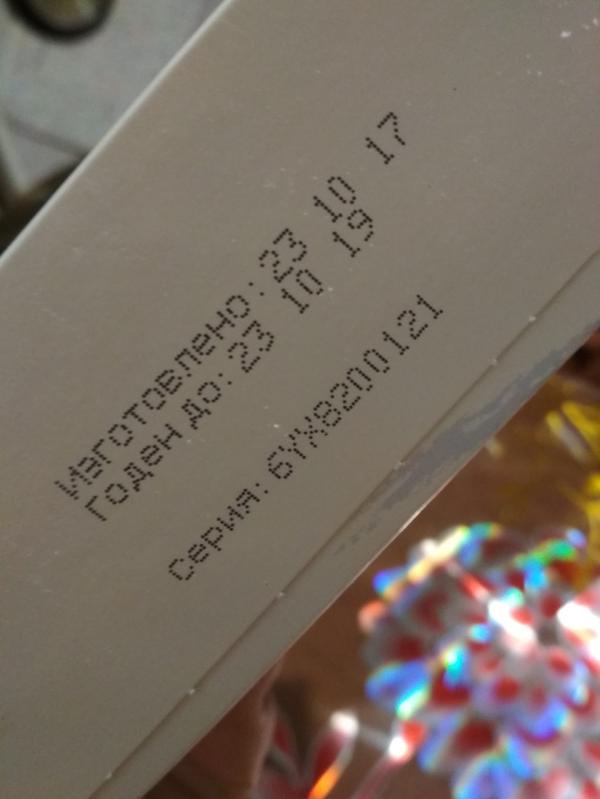 Изготовлено: 23 10 17
годен до: 23 10 19
серия: 6YX8200121